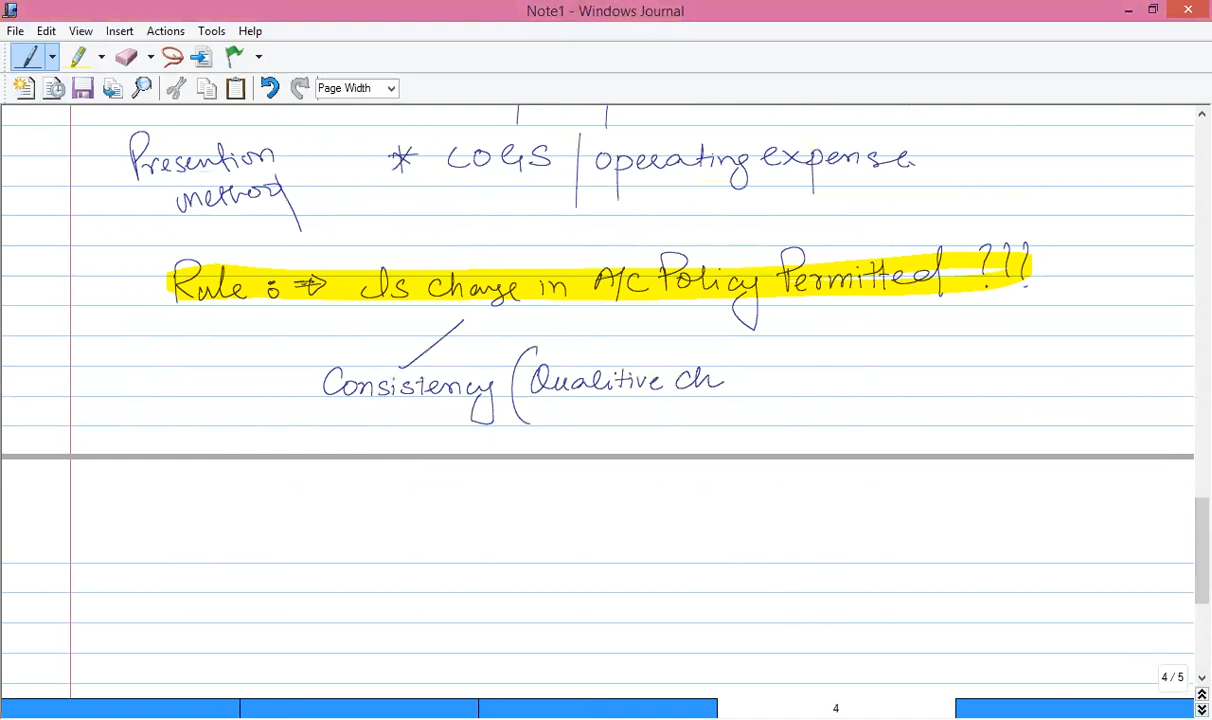 Note1 - Windows Journal
File Edit View Insert Actions Tools Help
Page Width
Presention * COGS | operating expense
method
Rule : ⇒ Is change in A/C Policy Permitted ???
Consistency (Qualitive ch
4 / 5
4